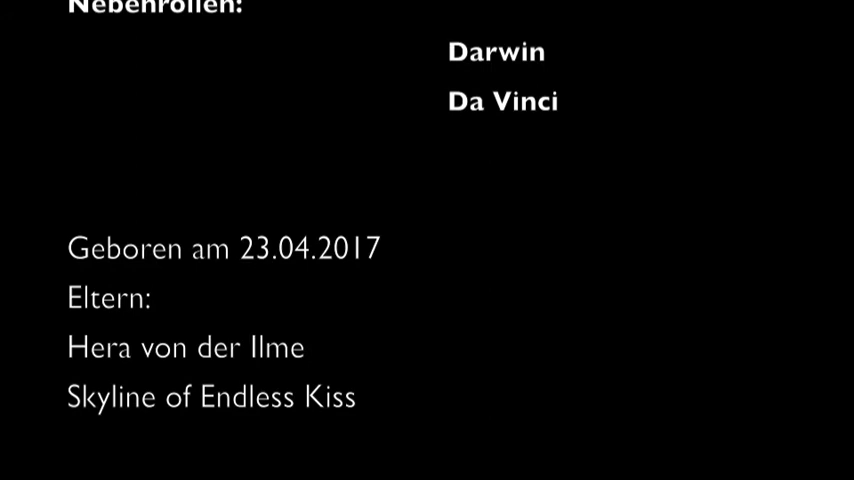 Nebenrollen:
Darwin
Da Vinci
Geboren am 23.04.2017
Eltern:
Hera von der Ilme
Skyline of Endless Kiss